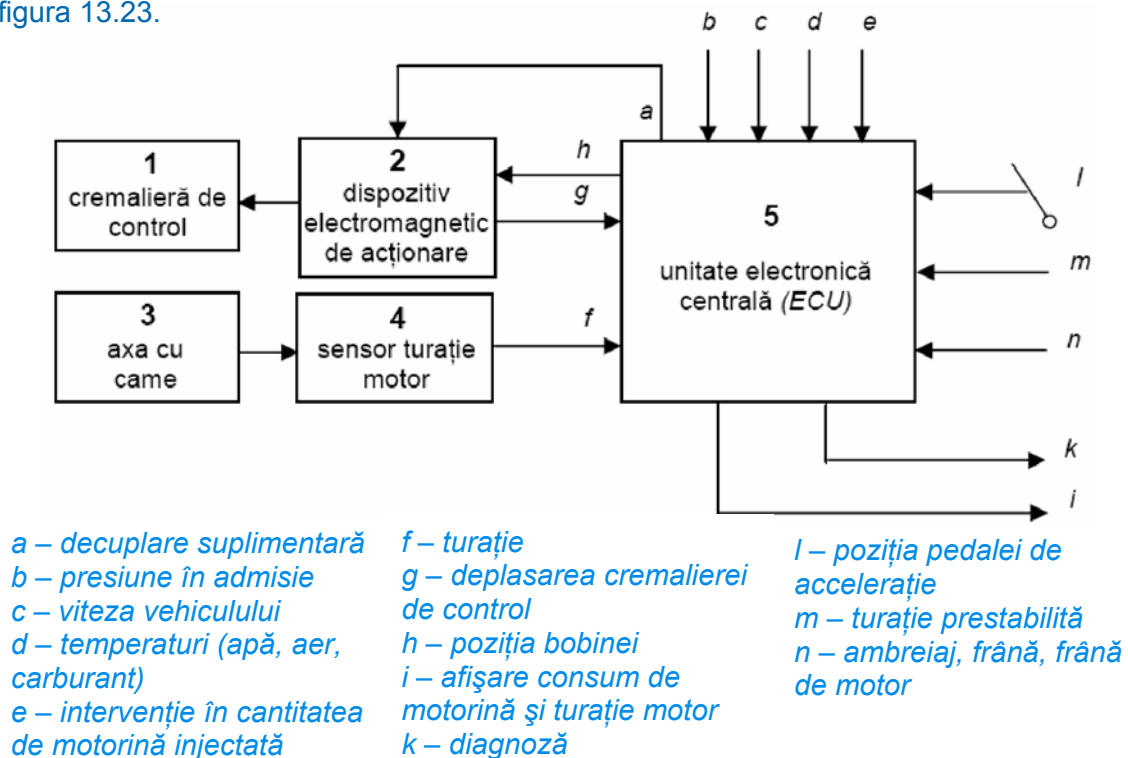 figura 13.23.
b c d e
a
1
cremalieră de
control
2
dispozitiv
electromagnetic
de acționare
h
g
5
unitate electronică
centrală (ECU)
l
m
n
3
axa cu
came
4
sensor turație
motor
f
k
i
a – decuplare suplimentară
b – presiune în admisie
c – viteza vehiculului
d – temperaturi (apă, aer,
carburant)
e – intervenție în cantitatea
de motorină injectată
f – turație
g – deplasarea cremalierei
de control
h – poziția bobinei
i – afişare consum de
motorină şi turație motor
k – diagnoză
l – poziția pedalei de
accelerație
m – turație prestabilită
n – ambreiaj, frână, frână
de motor